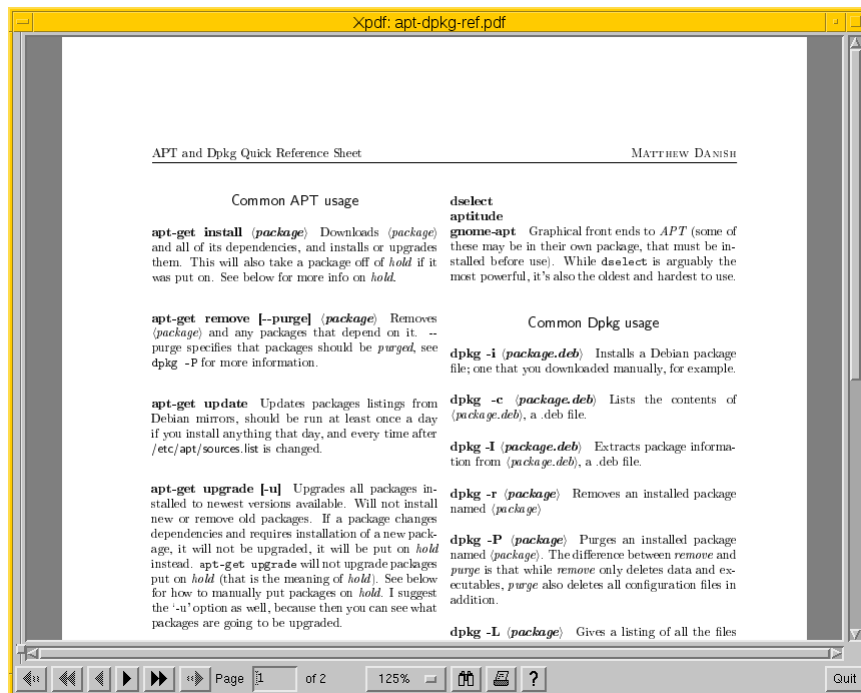 Xpdf: apt-dpkg-ref.pdf
APT and Dpkg Quick Reference Sheet MATTHEW DANISH
Common APT usage
apt-get install ⟨package⟩ Downloads ⟨package⟩
and all of its dependencies, and installs or upgrades
them. This will also take a package off of hold if it
was put on. See below for more info on hold.
apt-get remove [--purge] ⟨package⟩ Removes
⟨package⟩ and any packages that depend on it. --
purge specifies that packages should be purged, see
dpkg -P for more information.
apt-get update Updates packages listings from
Debian mirrors, should be run at least once a day
if you install anything that day, and every time after
/etc/apt/sources.list is changed.
apt-get upgrade [-u] Upgrades all packages in-
stalled to newest versions available. Will not install
new or remove old packages. If a package changes
dependencies and requires installation of a new pack-
age, it will not be upgraded, it will be put on hold
instead. apt-get upgrade will not upgrade packages
put on hold (that is the meaning of hold). See below
for how to manually put packages on hold. I suggest
the ‘-u’ option as well, because then you can see what
packages are going to be upgraded.
dselect
aptitude
gnome-apt Graphical front ends to APT (some of
these may be in their own package, that must be in-
stalled before use). While dselect is arguably the
most powerful, it's also the oldest and hardest to use.
Common Dpkg usage
dpkg -i ⟨package.deb⟩ Installs a Debian package
file; one that you downloaded manually, for example.
dpkg -c ⟨package.deb⟩ Lists the contents of
⟨package.deb⟩, a .deb file.
dpkg -I ⟨package.deb⟩ Extracts package informa-
tion from ⟨package.deb⟩, a .deb file.
dpkg -r ⟨package⟩ Removes an installed package
named ⟨package⟩
dpkg -P ⟨package⟩ Purges an installed package
named ⟨package⟩. The difference between remove and
purge is that while remove only deletes data and ex-
ecutables, purge also deletes all configuration files in
addition.
dpkg -L ⟨package⟩ Gives a listing of all the files
Page 1 of 2 125% ? Quit